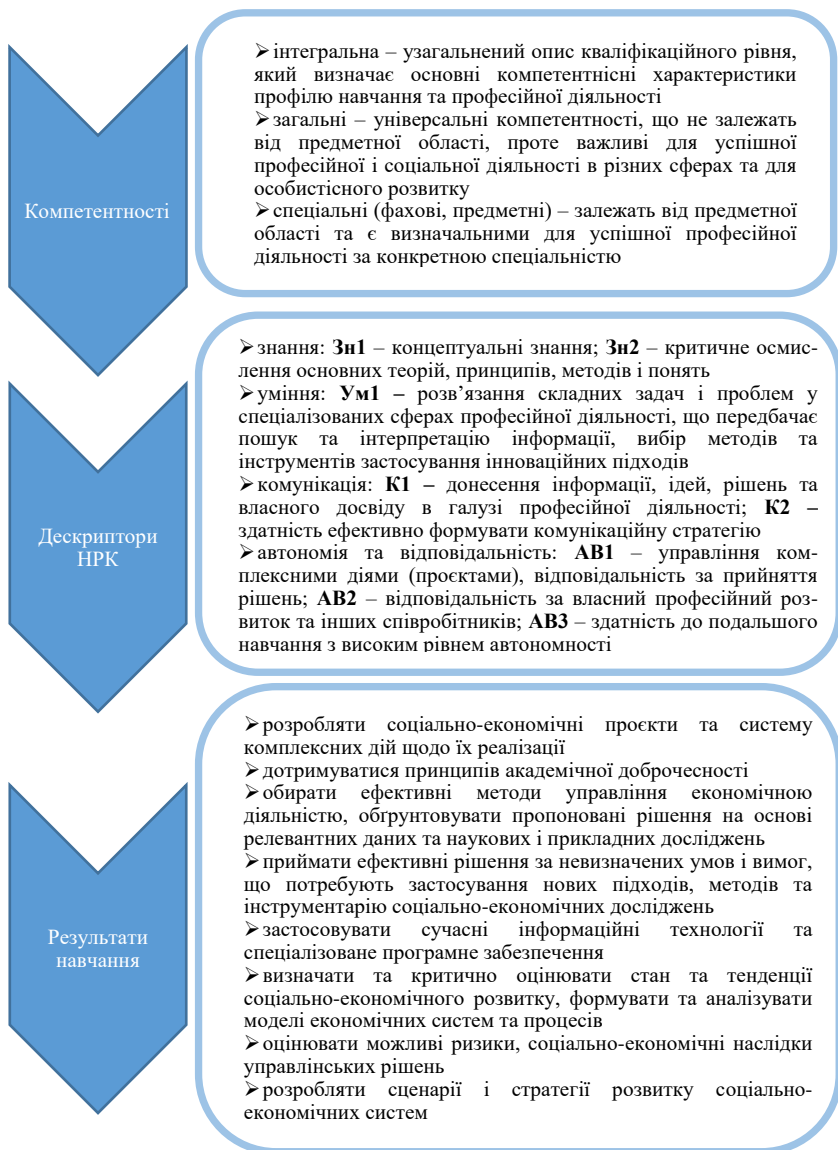 Компетентності
➢ інтегральна – узагальнений опис кваліфікаційного рівня,
який визначає основні компетентнісні характеристики
профілю навчання та професійної діяльності
➢ загальні – універсальні компетентності, що не залежать
від предметної області, проте важливі для успішної
професійної і соціальної діяльності в різних сферах та для
особистісного розвитку
➢ спеціальні (фахові, предметні) – залежать від предметної
області та є визначальними для успішної професійної
діяльності за конкретною спеціальністю
Дескриптори
НРК
➢ знання: Зн1 – концептуальні знання; Зн2 – критичне осмис-
лення основних теорій, принципів, методів і понять
➢ уміння: Ум1 – розв’язання складних задач і проблем у
спеціалізованих сферах професійної діяльності, що передбачає
пошук та інтерпретацію інформації, вибір методів та
інструментів застосування інноваційних підходів
➢ комунікація: К1 – донесення інформації, ідей, рішень та
власного досвіду в галузі професійної діяльності; К2 –
здатність ефективно формувати комунікаційну стратегію
➢ автономія та відповідальність: АВ1 – управління ком-
плексними діями (проєктами), відповідальність за прийняття
рішень; АВ2 – відповідальність за власний професійний роз-
виток та інших співробітників; АВ3 – здатність до подальшого
навчання з високим рівнем автономності
Результати
навчання
➢ розробляти соціально-економічні проєкти та систему
комплексних дій щодо їх реалізації
➢ дотримуватися принципів академічної доброчесності
➢ обирати ефективні методи управління економічною
діяльністю, обґрунтовувати пропоновані рішення на основі
релевантних даних та наукових і прикладних досліджень
➢ приймати ефективні рішення за невизначених умов і вимог,
що потребують застосування нових підходів, методів та
інструментарію соціально-економічних досліджень
➢ застосовувати сучасні інформаційні технології та
спеціалізоване програмне забезпечення
➢ визначати та критично оцінювати стан та тенденції
соціально-економічного розвитку, формувати та аналізувати
моделі економічних систем та процесів
➢ оцінювати можливі ризики, соціально-економічні наслідки
управлінських рішень
➢ розробляти сценарії і стратегії розвитку соціально-
економічних систем